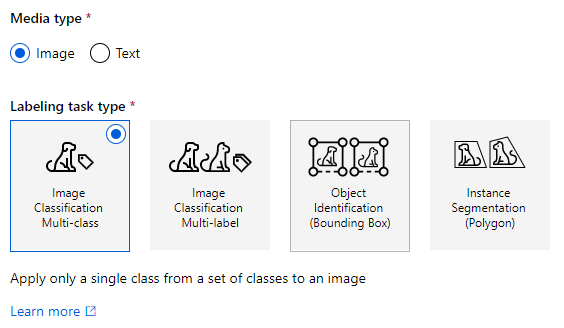 Media type *
Image Text
Labeling task type *
Image
Classification
Multi-class
Image
Classification
Multi-label
Object
Identification
(Bounding Box)
Instance
Segmentation
(Polygon)
Apply only a single class from a set of classes to an image
Learn more